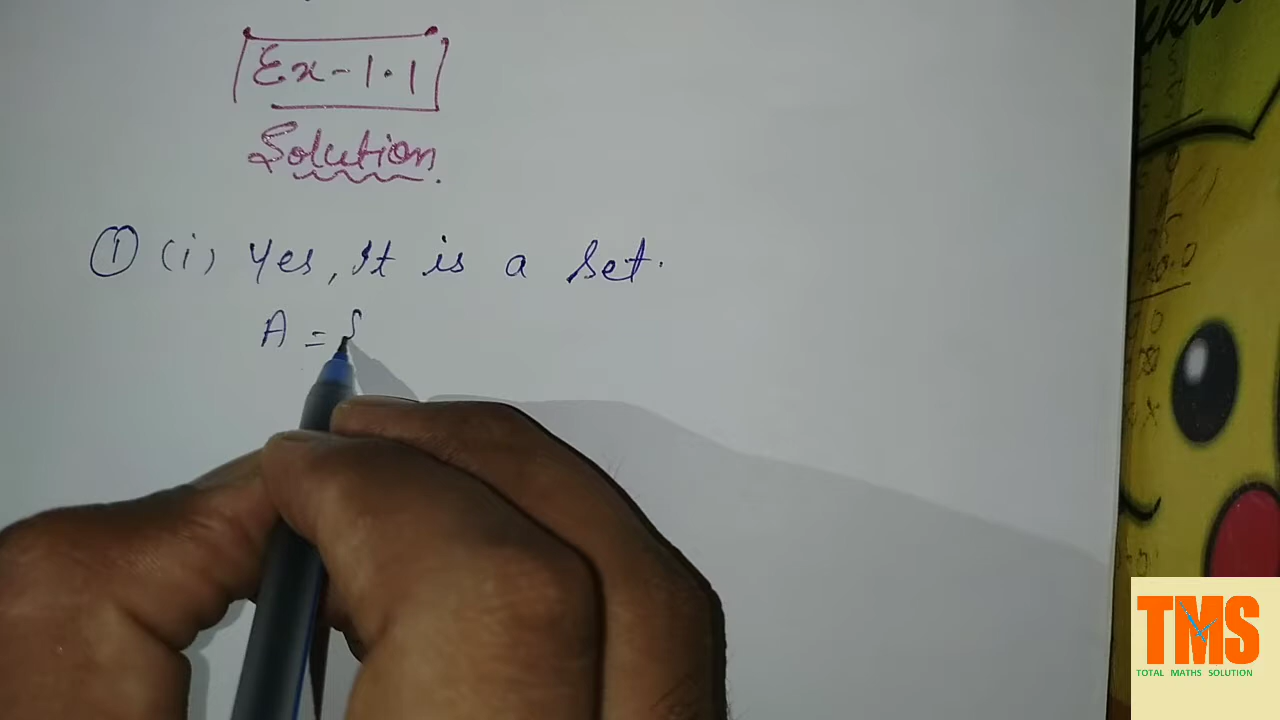 Ex-1.1
Solution.
① (i) Yes, It is a Set.
A = {
TMS
TOTAL MATHS SOLUTION